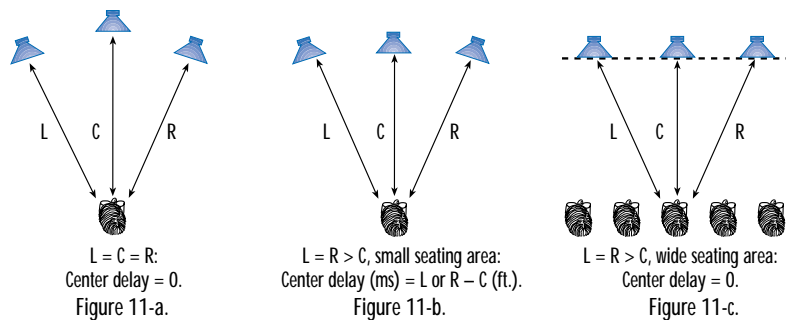 L
C
R
L = C = R:
Center delay = 0.
Figure 11-a.
L
C
R
L = R > C, small seating area:
Center delay (ms) = L or R – C (ft.).
Figure 11-b.
L
C
R
L = R > C, wide seating area:
Center delay = 0.
Figure 11-c.